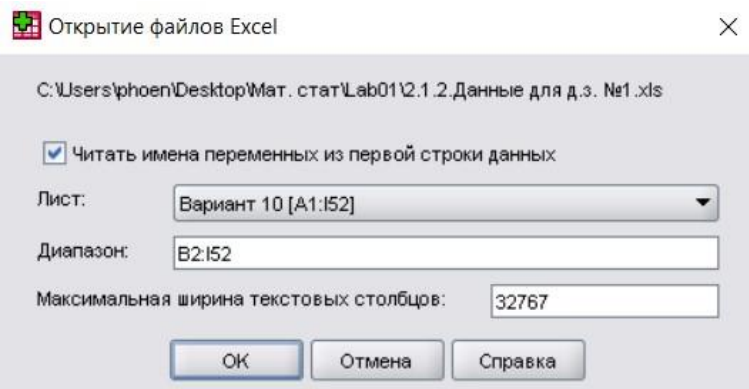 Открытие файлов Excel
C:\Users\phoen\Desktop\Мат. стат\Lab01\2.1.2.Данные для д.з. №1.xls
Читать имена переменных из первой строки данных
Лист: Вариант 10 [A1:I52]
Диапазон: B2:I52
Максимальная ширина текстовых столбцов: 32767
ОК Отмена Справка